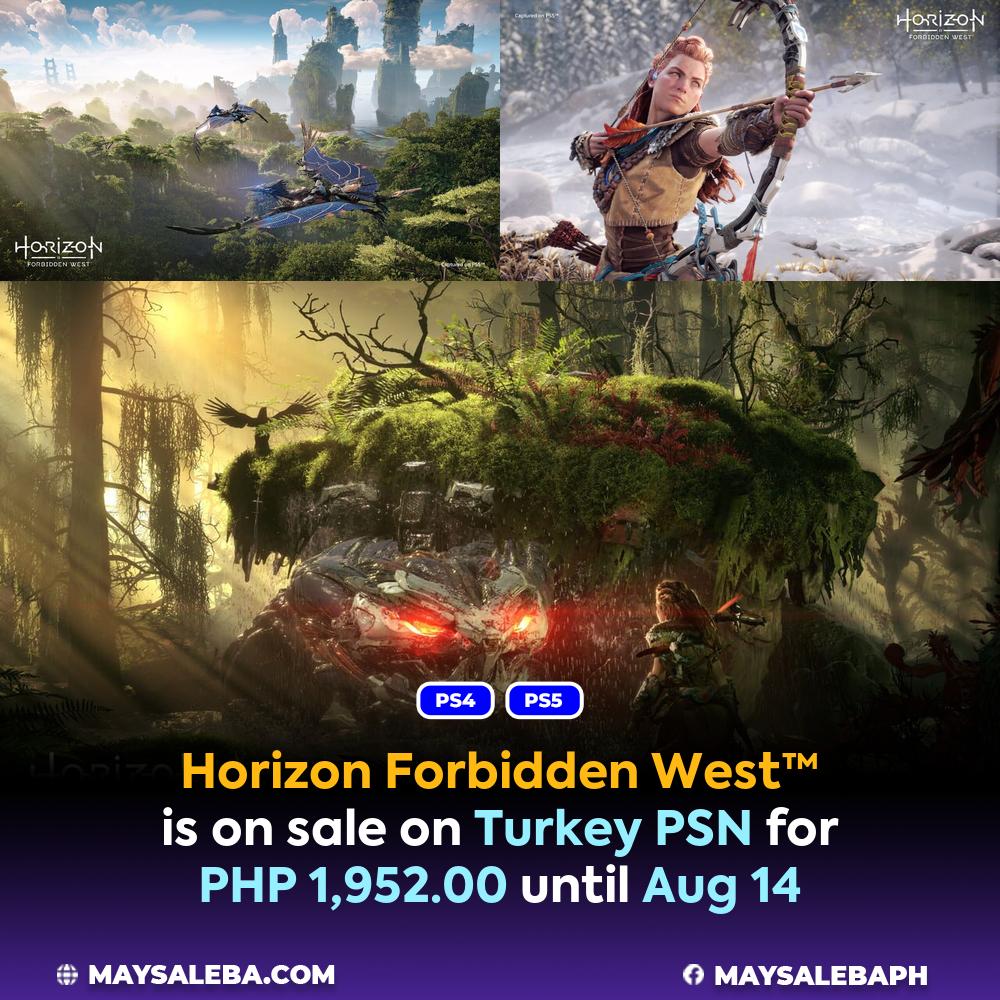 Captured on PS5™
HORIZON
FORBIDDEN WEST
HORIZON
FORBIDDEN WEST
Captured on PS5™
PS4 PS5
Horizon Forbidden West™
is on sale on Turkey PSN for
PHP 1,952.00 until Aug 14
MAYSALEBA.COM
MAYSALEBAPH